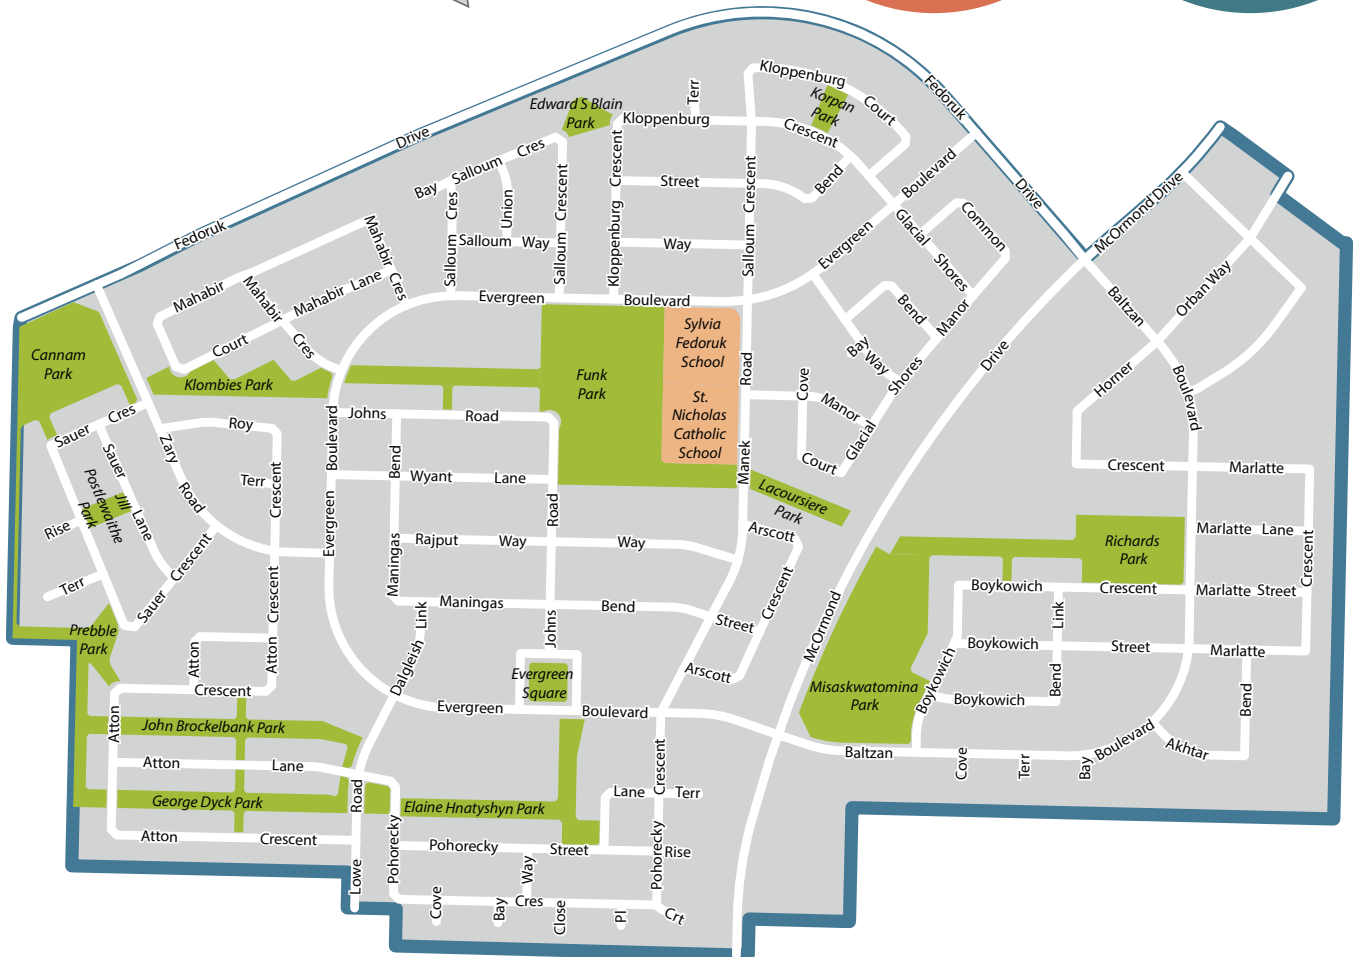 Kloppenburg
Court
Korpan
Park
Fedoruk
Drive
Edward S Blain
Park
Terr
Kloppenburg
Crescent
Drive
Fedoruk
Bay
Salloum
Cres
Salloum Cres
Union
Salloum Way
Salloum Crescent
Kloppenburg Crescent
Street
Way
Bend
Salloum Crescent
Boulevard
Evergreen
Glacial
Shores
Common
Manor
Bend
Bay
Way
Drive
McOrmond Drive
Baltzan
Orban Way
Homer
Boulevard
Mahabir
Mahabir
Cres
Mahabir Cres
Mahabir Lane
Court
Evergreen
Boulevard
Cannam
Park
Klombies Park
Funk
Park
Sylvia
Fedoruk
School
St.
Nicholas
Catholic
School
Road
Manek
Cove
Manor
Court
Glacial
Shores
Drive
McOrmond
Sauer
Cres
Sauer
Lane
Jill
Postlewaithe
Park
Rise
Terr
Sauer
Crescent
Zary
Road
Roy
Terr
Crescent
Boulevard
Evergreen
Johns
Road
Bend
Wyant
Lane
Road
Rajput
Way
Way
Maningas
Maningas
Bend
Street
Link
Johns
Dalgleish
Lacoursiere
Park
Arscott
Crescent
Arscott
Crescent
Marlatte
Marlatte Lane
Crescent
Richards
Park
Marlatte Street
Boykowich
Crescent
Link
Boykowich
Street
Marlatte
Bend
Boykowich
Boykowich
Bend
Misaskwatomina
Park
Baltzan
Cove
Terr
Bay
Boulevard
Akhtar
Prebble
Park
Crescent
Atton
Atton
Crescent
Atton
John Brockelbank Park
Atton
Lane
George Dyck Park
Atton
Crescent
Road
Lowe
Evergreen
Square
Evergreen
Boulevard
Elaine Hnatyshyn Park
Crescent
Lane
Terr
Pohorecky
Pohorecky
Street
Rise
Pohorecky
Way
Cres
Cove
Bay
Close
Pl
Crt